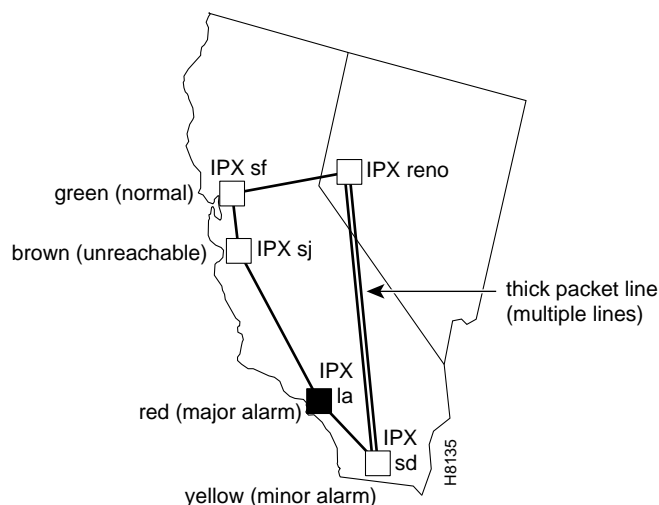 IPX sf
IPX reno
green (normal)
brown (unreachable)
IPX sj
thick packet line
(multiple lines)
IPX
la
red (major alarm)
IPX
sd
H8135
yellow (minor alarm)